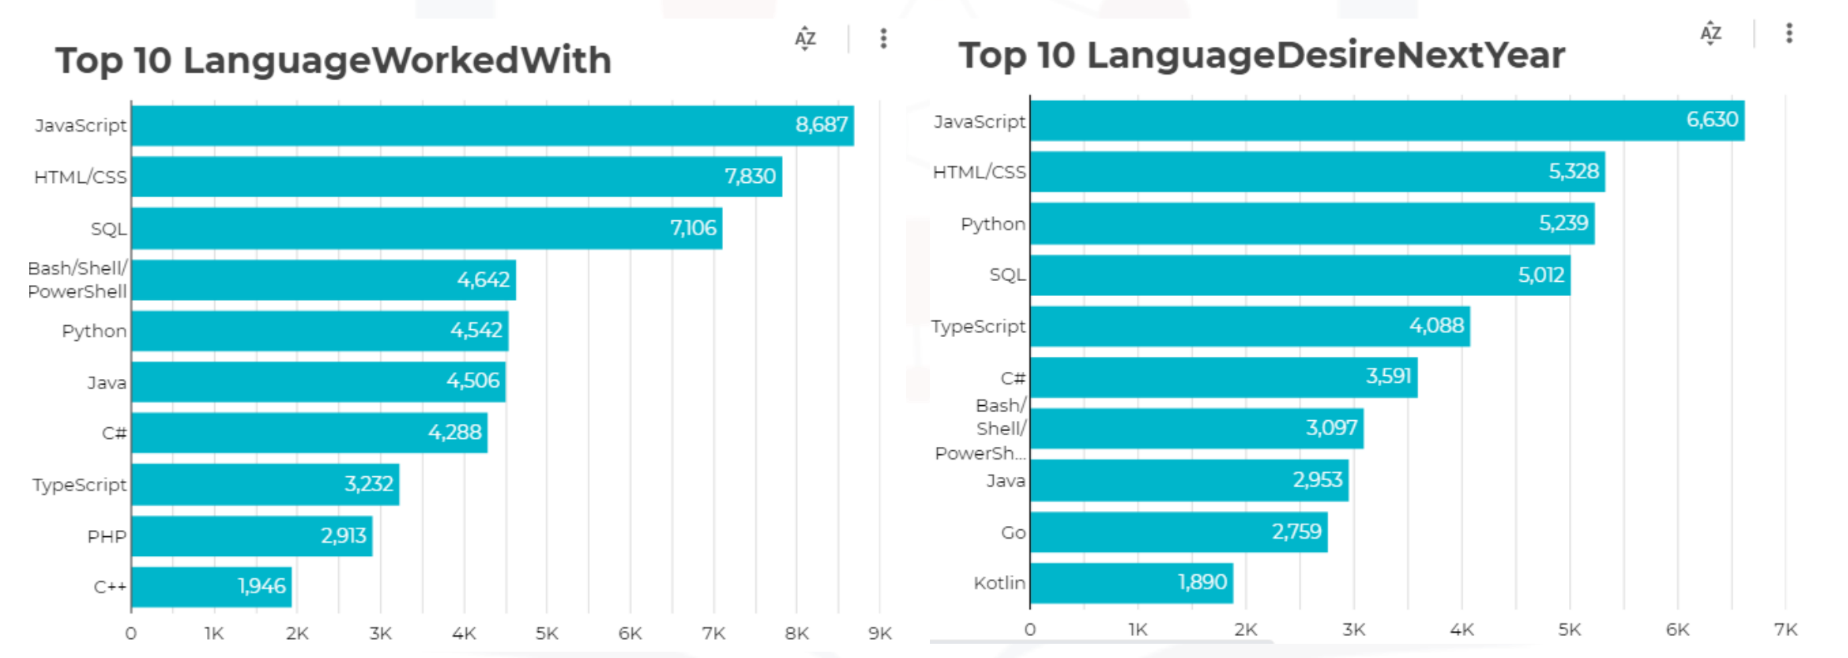 Top 10 LanguageWorkedWith
AZ
JavaScript
8,687
HTML/CSS
7,830
SQL
7,106
Bash/Shell/
PowerShell
4,642
Python
4,542
Java
4,506
C#
4,288
TypeScript
3,232
PHP
2,913
C++
1,946
0 1K 2K 3K 4K 5K 6K 7K 8K 9K
Top 10 LanguageDesireNextYear
AZ
JavaScript
6,630
HTML/CSS
5,328
Python
5,239
SQL
5,012
TypeScript
4,088
C#
3,591
Bash/
Shell/
PowerSh...
3,097
Java
2,953
Go
2,759
Kotlin
1,890
0 1K 2K 3K 4K 5K 6K 7K